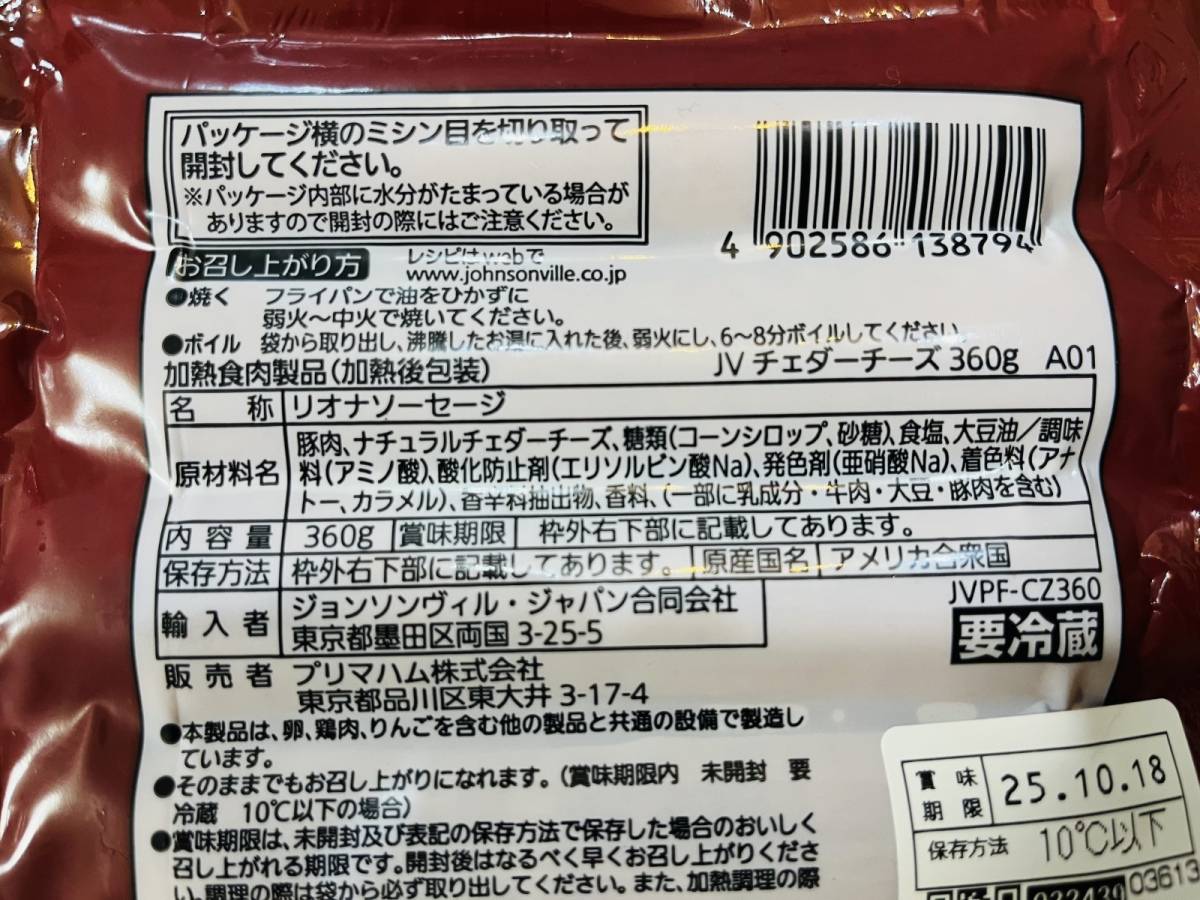 パッケージ横のミシン目を切り取って
開封してください。
※パッケージ内部に水分がたまっている場合が
ありますので開封の際にはご注意ください。
4 902586 138794
お召し上がり方 レシピはwebで
www.johnsonville.co.jp
●焼く フライパンで油をひかずに
弱火～中火で焼いてください。
●ボイル 袋から取り出し、沸騰したお湯に入れた後、弱火にし、6～8分ボイルしてください。
加熱食肉製品(加熱後包装) JV チェダーチーズ 360g A01
名称 リオナソーセージ
原材料名 豚肉、ナチュラルチェダーチーズ、糖類(コーンシロップ、砂糖)、食塩、大豆油／調味
料(アミノ酸)、酸化防止剤(エリソルビン酸Na)、発色剤(亜硝酸Na)、着色料(アナ
トー、カラメル)、香辛料抽出物、香料、(一部に乳成分・牛肉・大豆・豚肉を含む)
内容量 360g 賞味期限 枠外右下部に記載してあります。
保存方法 枠外右下部に記載してあります。 原産国名 アメリカ合衆国
輸入者 ジョンソンヴィル・ジャパン合同会社
東京都墨田区両国 3-25-5
JVPF-CZ360
要冷蔵
販売者 プリマハム株式会社
東京都品川区東大井 3-17-4
●本製品は、卵、鶏肉、りんごを含む他の製品と共通の設備で製造し
ています。
●そのままでもお召し上がりになれます。(賞味期限内 未開封 要
冷蔵 10℃以下の場合)
●賞味期限は、未開封及び表記の保存方法で保存した場合のおいしく
召し上がれる期限です。開封後はなるべく早くお召し上がりくださ
い。調理の際は袋から必ず取り出してください。また、加熱調理の際
賞味期限 25.10.18
保存方法 10℃以下
03613